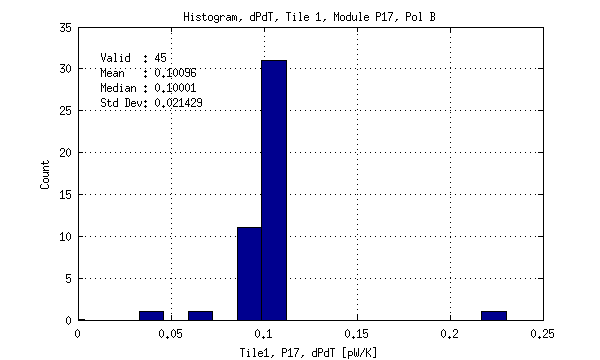 Histogram, dPdT, Tile 1, Module P17, Pol B
35
30
25
20
15
10
5
0
Count
Valid : 45
Mean : 0.10096
Median : 0.10001
Std Dev: 0.021429
0 0.05 0.1 0.15 0.2 0.25
Tile1, P17, dPdT [pW/K]